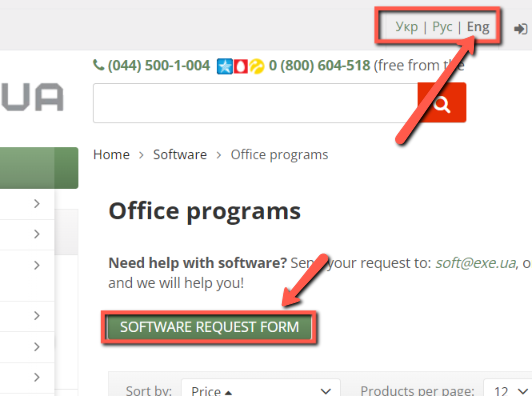 Укр | Рус | Eng
(044) 500-1-004 0 (800) 604-518 (free from the
UA
Home > Software > Office programs
Office programs
Need help with software? Send your request to: soft@exe.ua, o
and we will help you!
SOFTWARE REQUEST FORM
Sort by: Price Products per page: 12